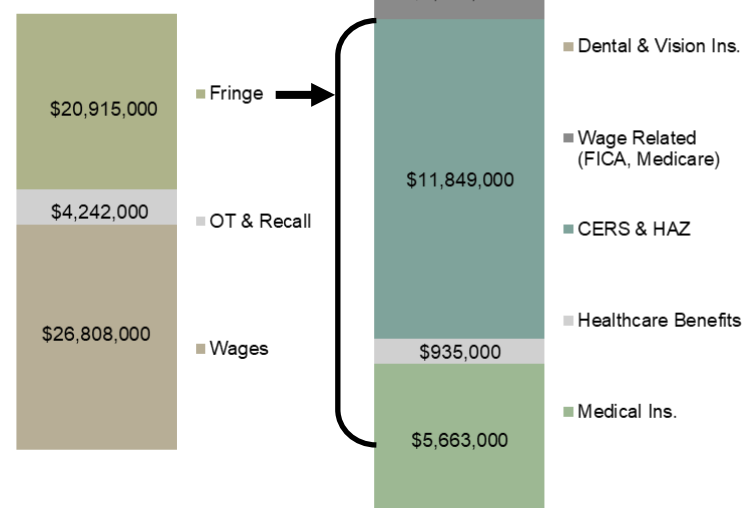 Dental & Vision Ins.
$20,915,000
Fringe
Wage Related
(FICA, Medicare)
$11,849,000
$4,242,000
OT & Recall
CERS & HAZ
$26,808,000
Wages
Healthcare Benefits
$935,000
Medical Ins.
$5,663,000